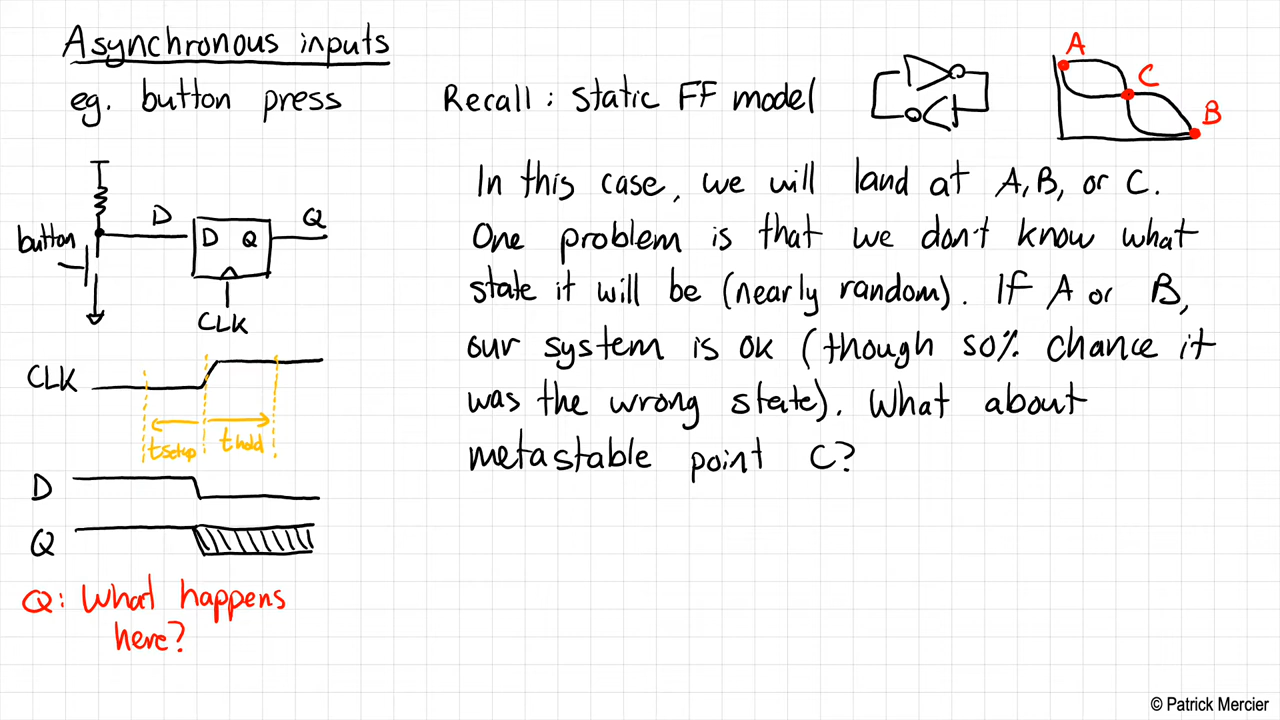 Asynchronous inputs
eg. button press
button
D
D Q
Q
CLK
CLK
tsetup
thold
D
Q
Q: What happens
here?
Recall: static FF model
A
C
B
In this case, we will land at A, B, or C.
One problem is that we don't know what
state it will be (nearly random). If A or B,
our system is ok (though 50% chance it
was the wrong state). What about
metastable point C?
© Patrick Mercier